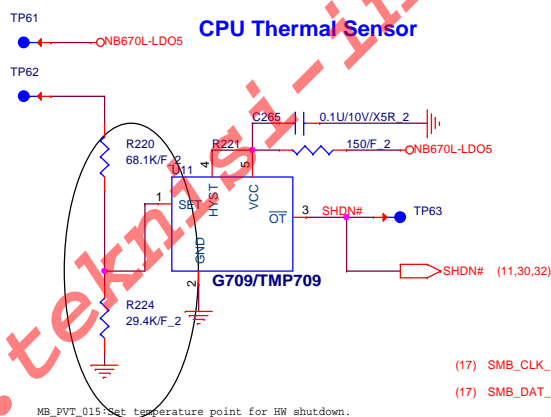 TP61
CPU Thermal Sensor
NB670L-LDO5
TP62
C265
0.1U/10V/X5R_2
R220
68.1K/F_2
R221
150/F_2
NB670L-LDO5
U11
4
5
1
SET
HYST
VCC
OT
3
SHDN#
TP63
GND
2
G709/TMP709
SHDN# (11,30,32)
R224
29.4K/F_2
(17) SMB_CLK_
(17) SMB_DAT_
MB_PVT_015:Set temperature point for HW shutdown.
.teknisi-in